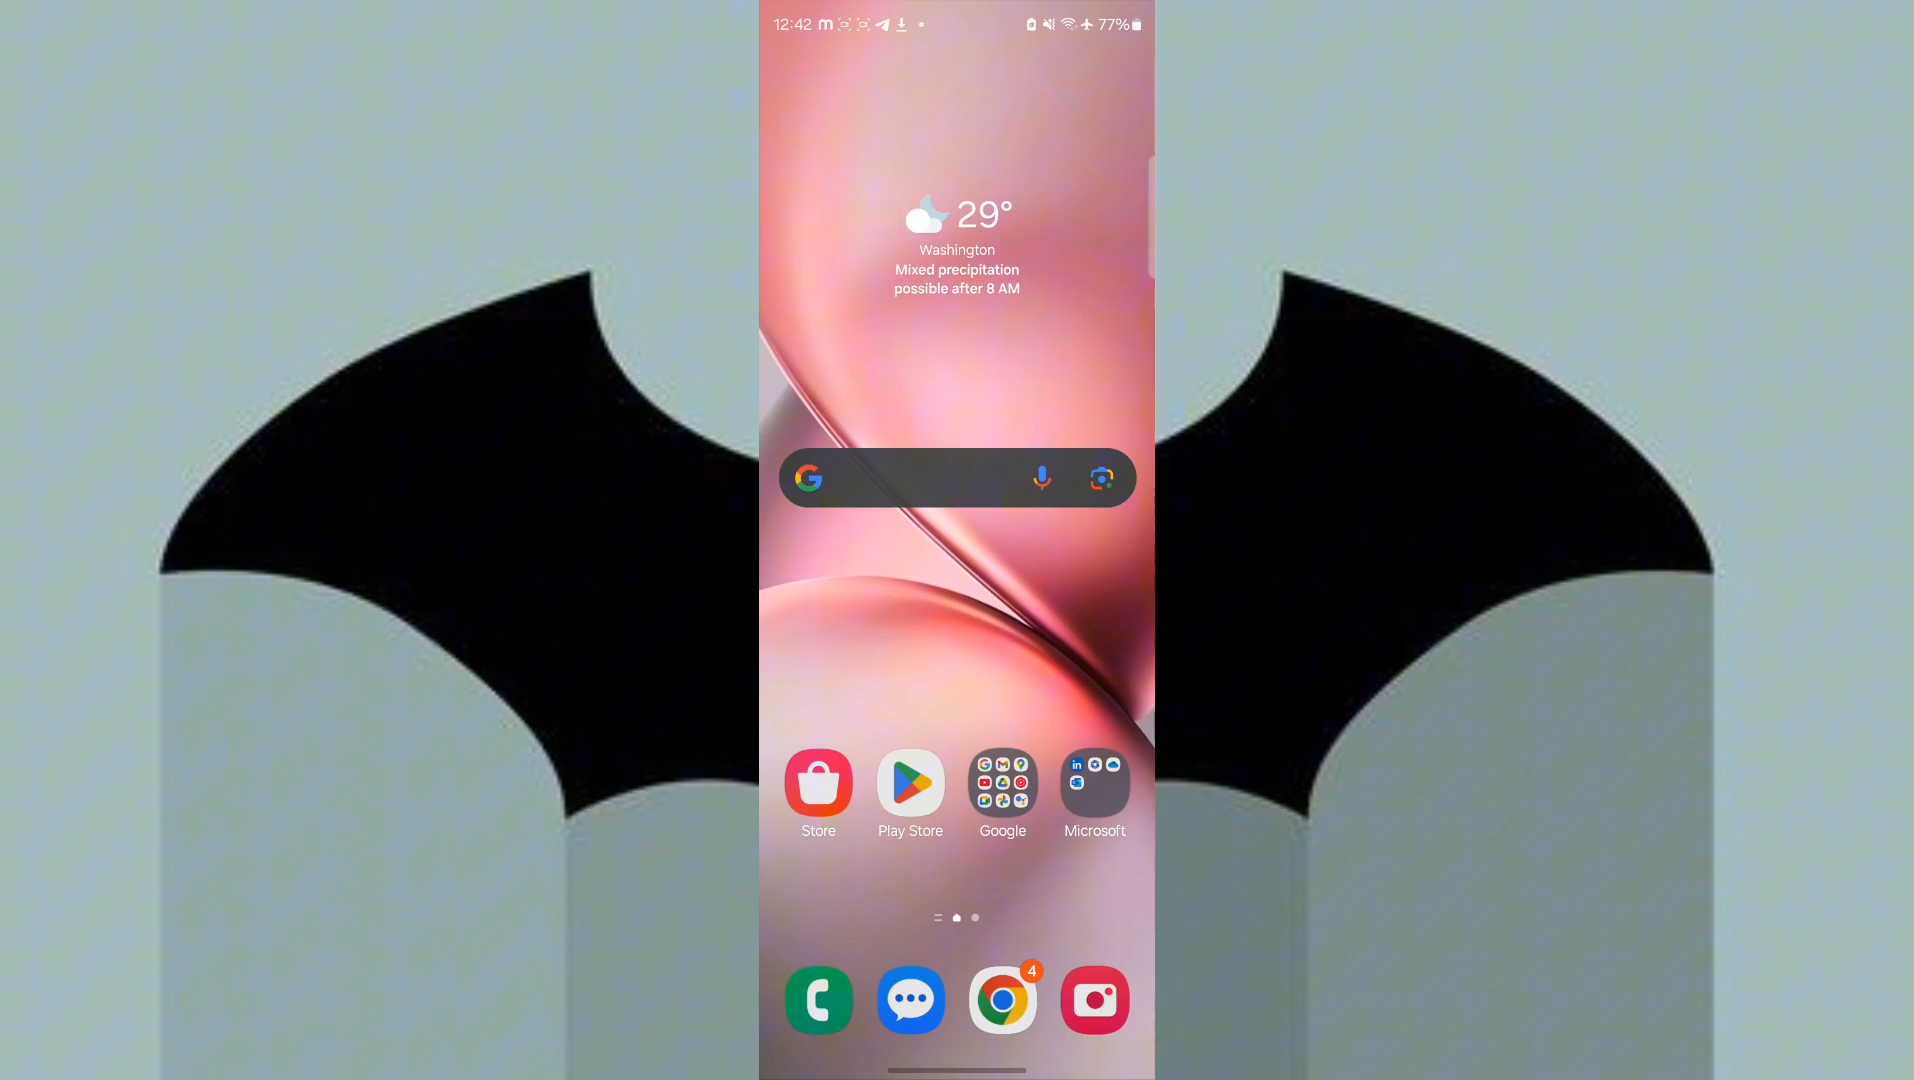 12:42
77%
29°
Washington
Mixed precipitation
possible after 8 AM
Store
Play Store
Google
Microsoft
4